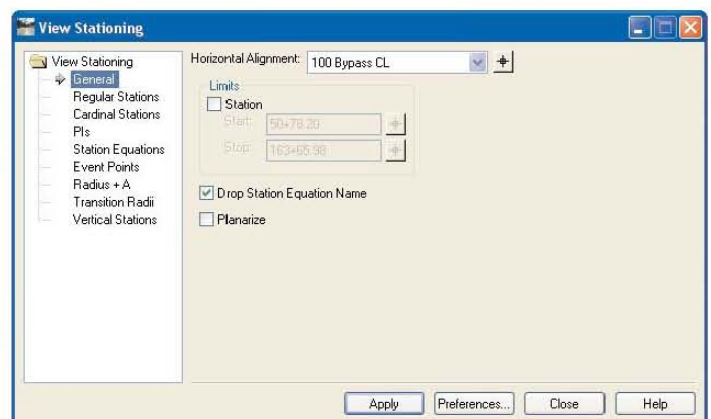 View Stationing
View Stationing
General
Regular Stations
Cardinal Stations
PIs
Station Equations
Event Points
Radius + A
Transition Radii
Vertical Stations
Horizontal Alignment: 100 Bypass CL
Limits
Station
Start: 50+78.20
Stop: 163+65.98
Drop Station Equation Name
Planarize
Apply Preferences... Close Help